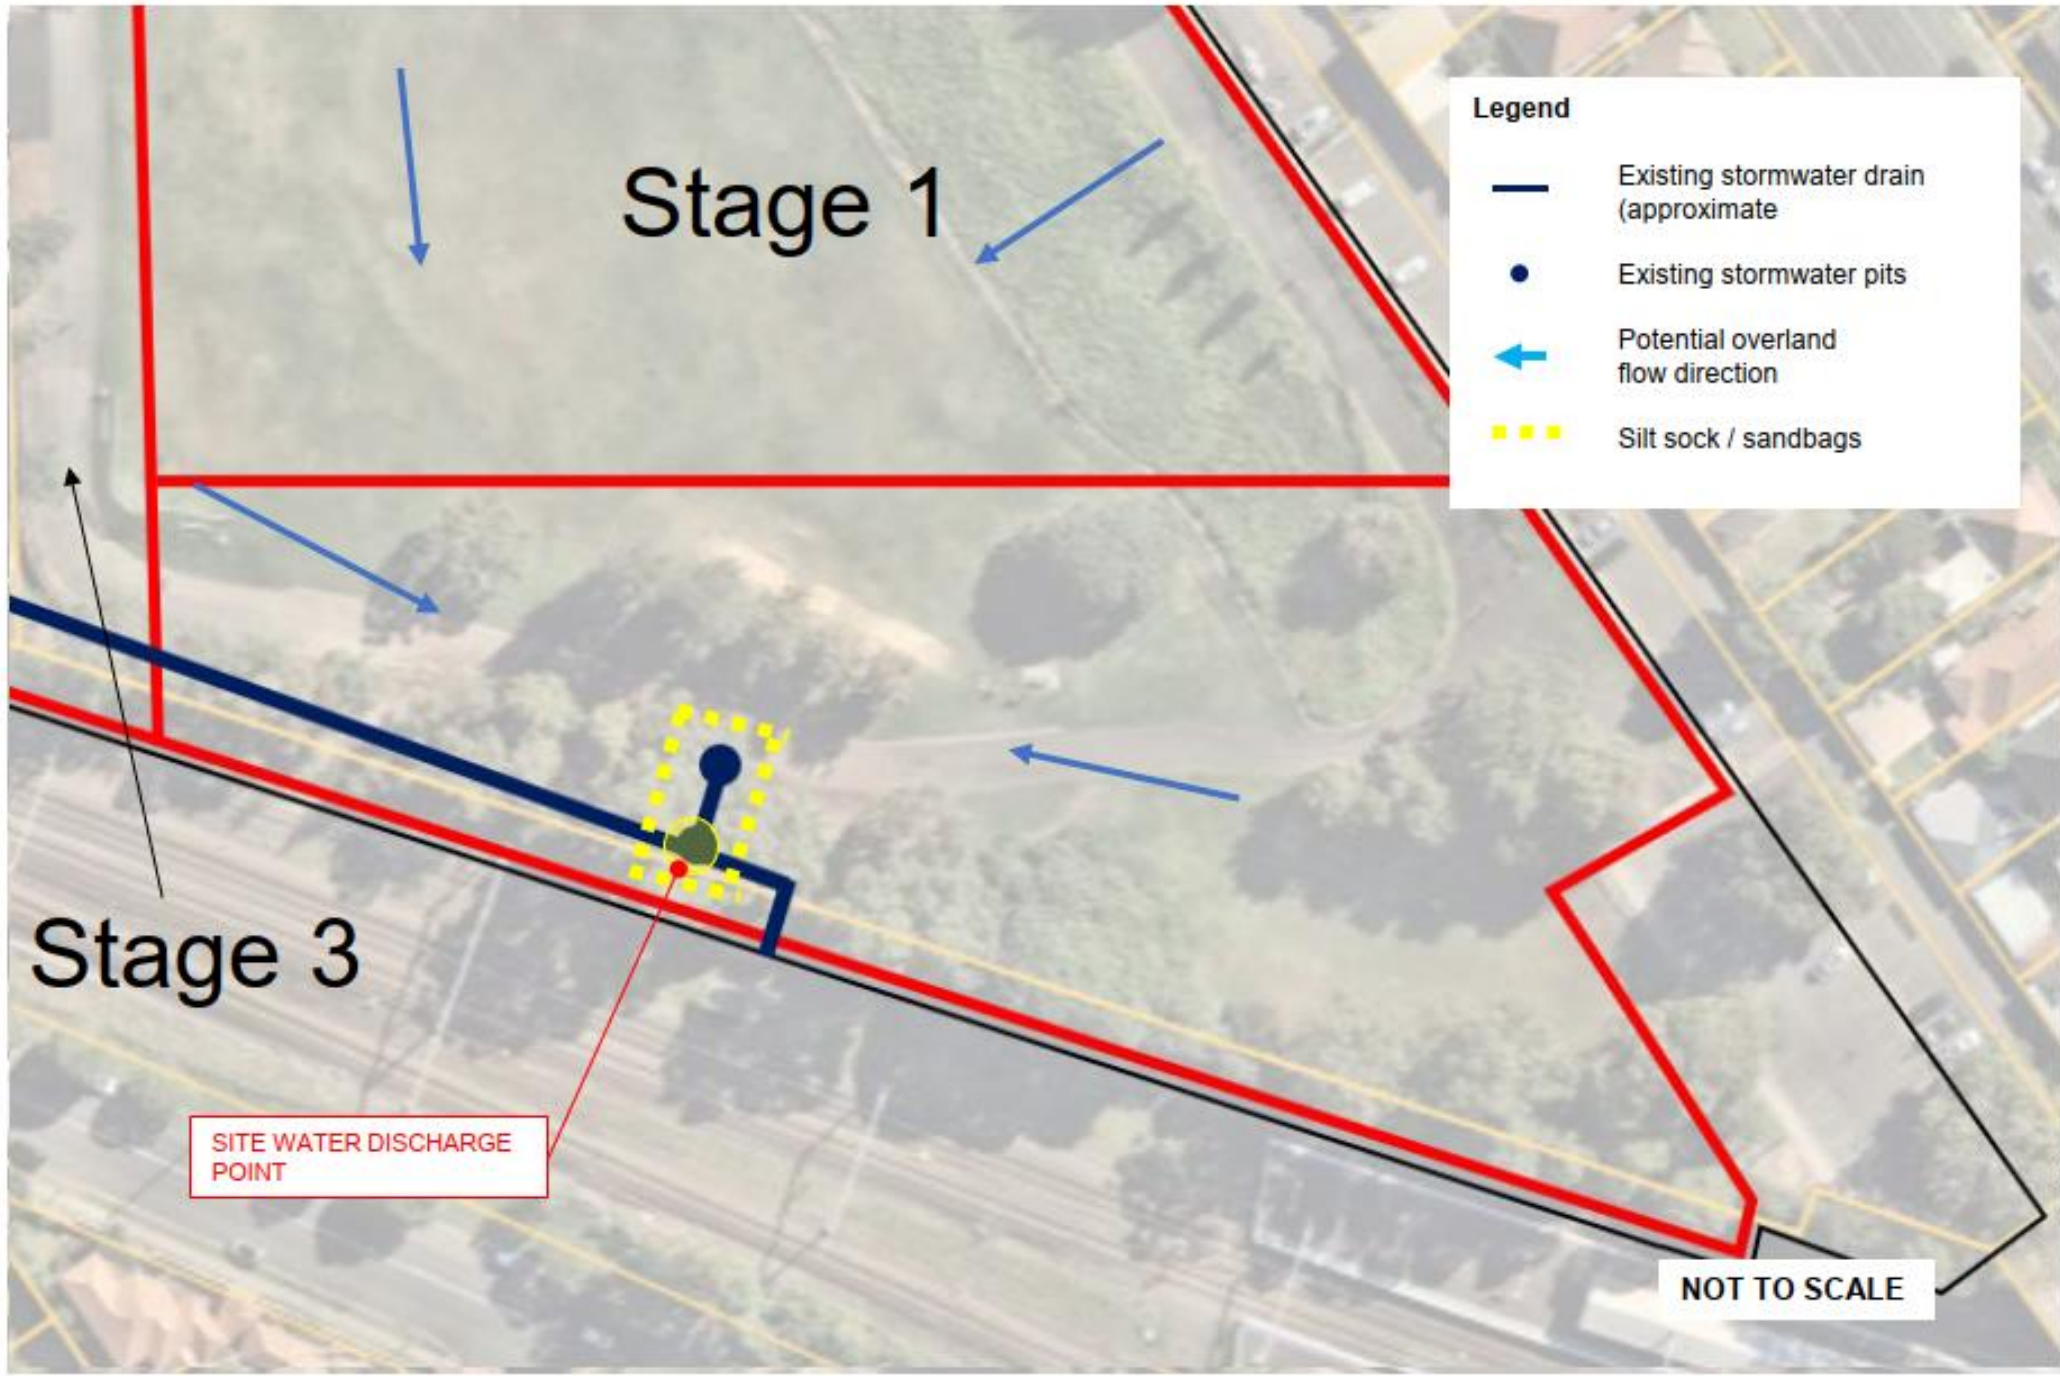 Stage 1
Legend
Existing stormwater drain
(approximate
Existing stormwater pits
Potential overland
flow direction
Silt sock / sandbags
Stage 3
SITE WATER DISCHARGE
POINT
NOT TO SCALE